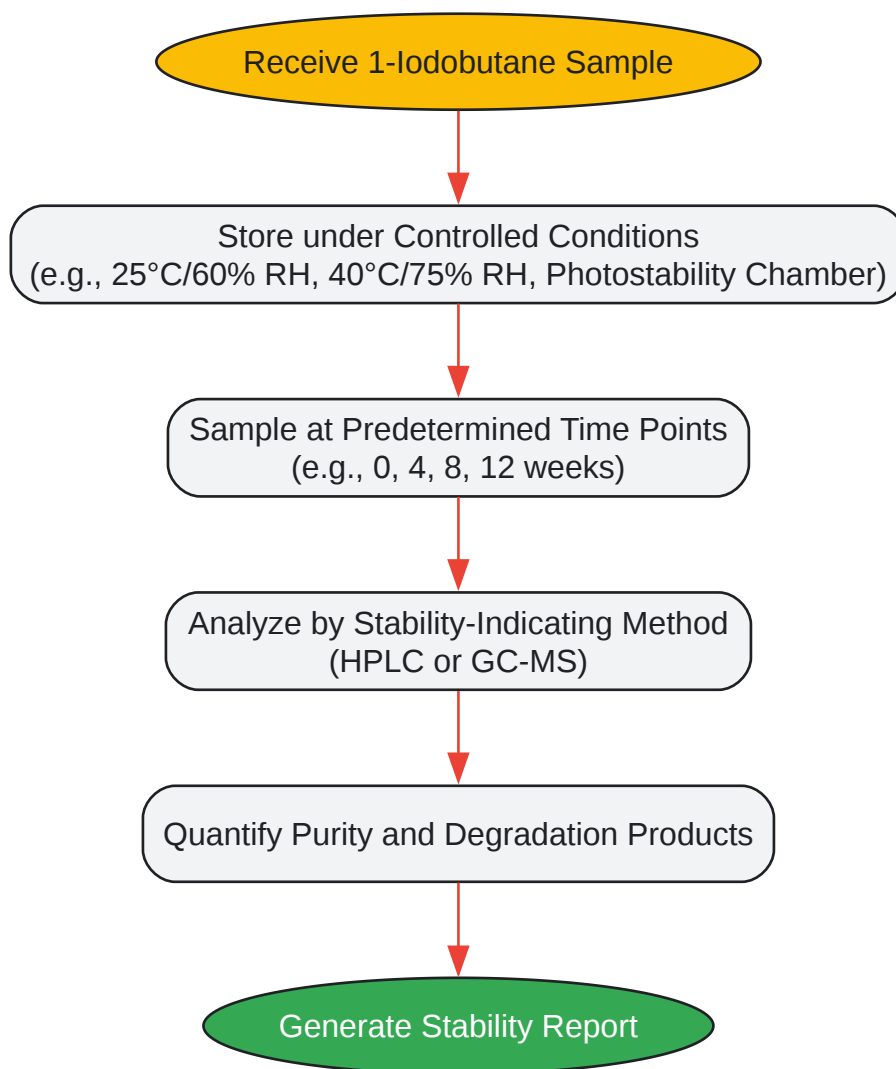 Receive 1-Iodobutane Sample
Store under Controlled Conditions
(e.g., 25°C/60% RH, 40°C/75% RH, Photostability Chamber)
Sample at Predetermined Time Points
(e.g., 0, 4, 8, 12 weeks)
Analyze by Stability-Indicating Method
(HPLC or GC-MS)
Quantify Purity and Degradation Products
Generate Stability Report